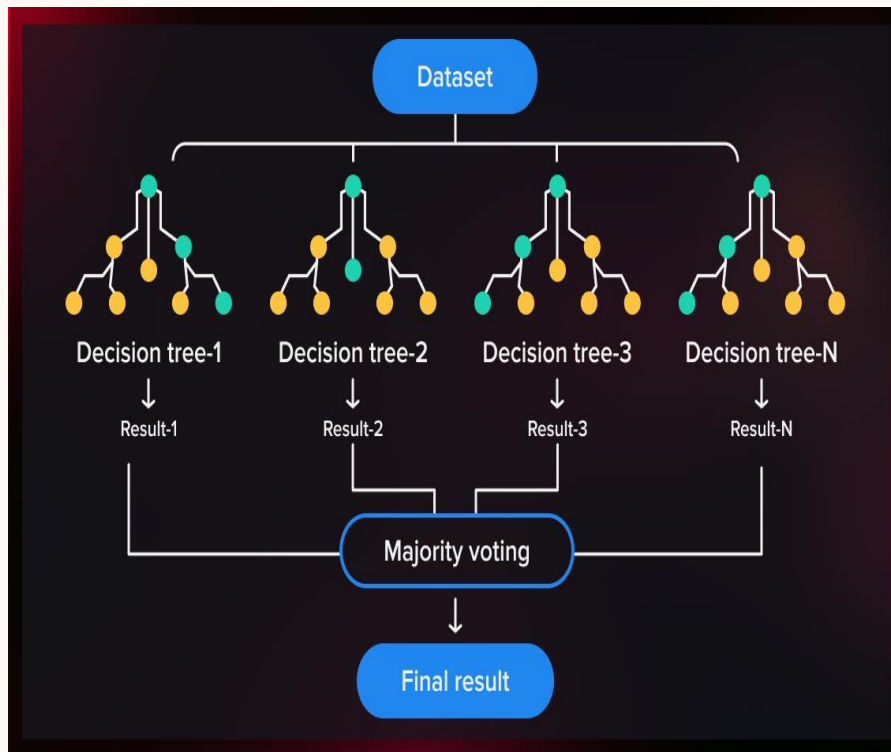 Dataset
Decision tree-1
Decision tree-2
Decision tree-3
Decision tree-N
Result-1
Result-2
Result-3
Result-N
Majority voting
Final result